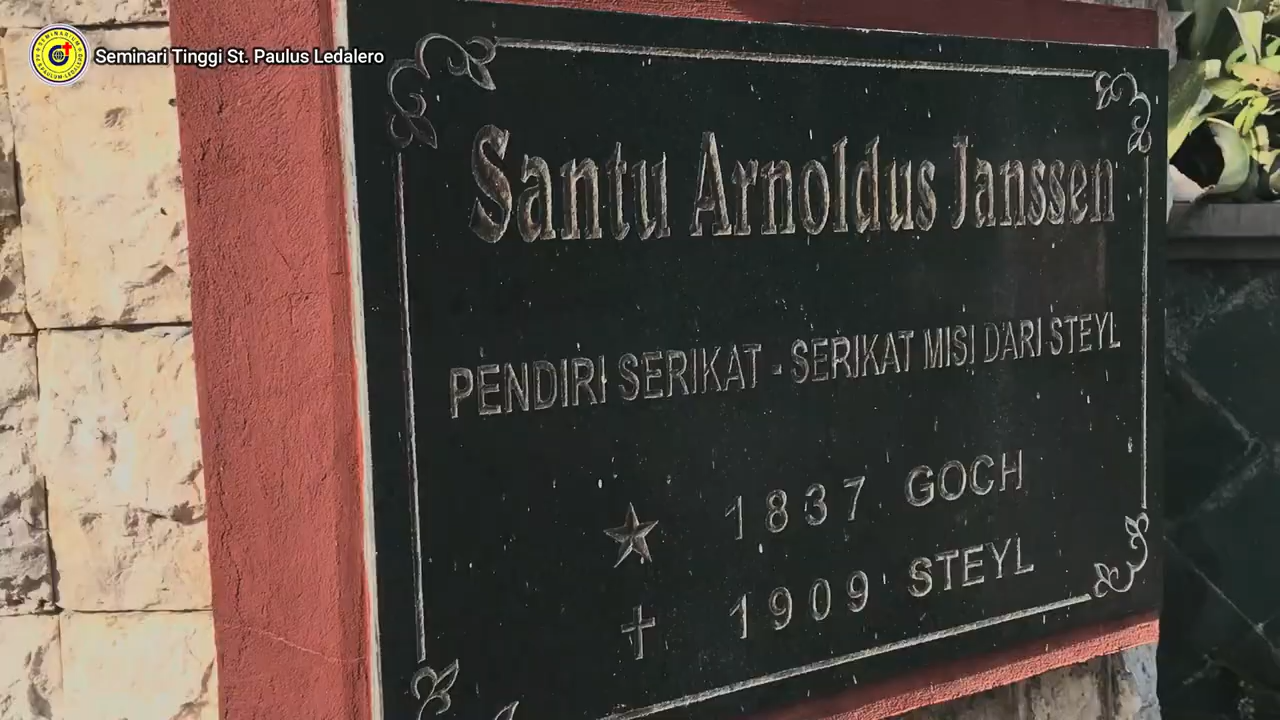 Seminari Tinggi St. Paulus Ledalero
Santu Arnoldus Janssen
PENDIRI SERIKAT - SERIKAT MISI DARI STEYL
1837 GOCH
1909 STEYL